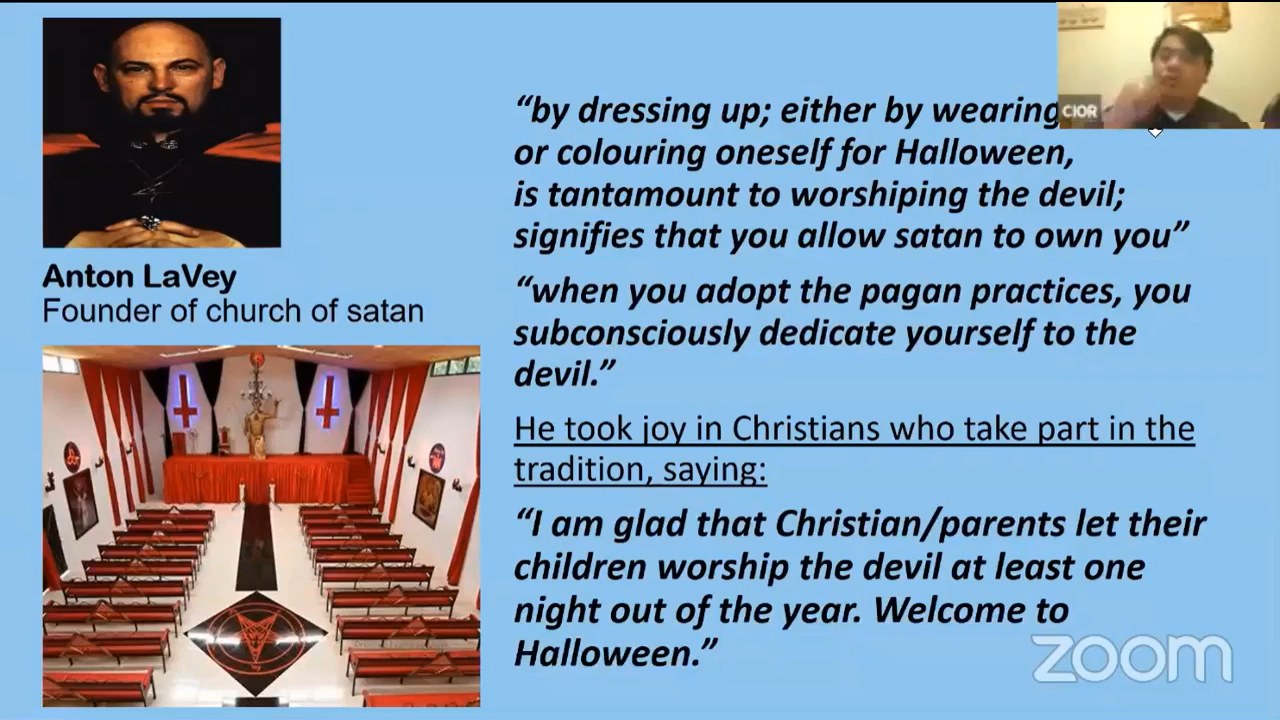 Anton LaVey
Founder of church of satan
CIOR
“by dressing up; either by wearing
or colouring oneself for Halloween,
is tantamount to worshiping the devil;
signifies that you allow satan to own you”
“when you adopt the pagan practices, you
subconsciously dedicate yourself to the
devil.”
He took joy in Christians who take part in the
tradition, saying:
“I am glad that Christian/parents let their
children worship the devil at least one
night out of the year. Welcome to
Halloween.”
zoom